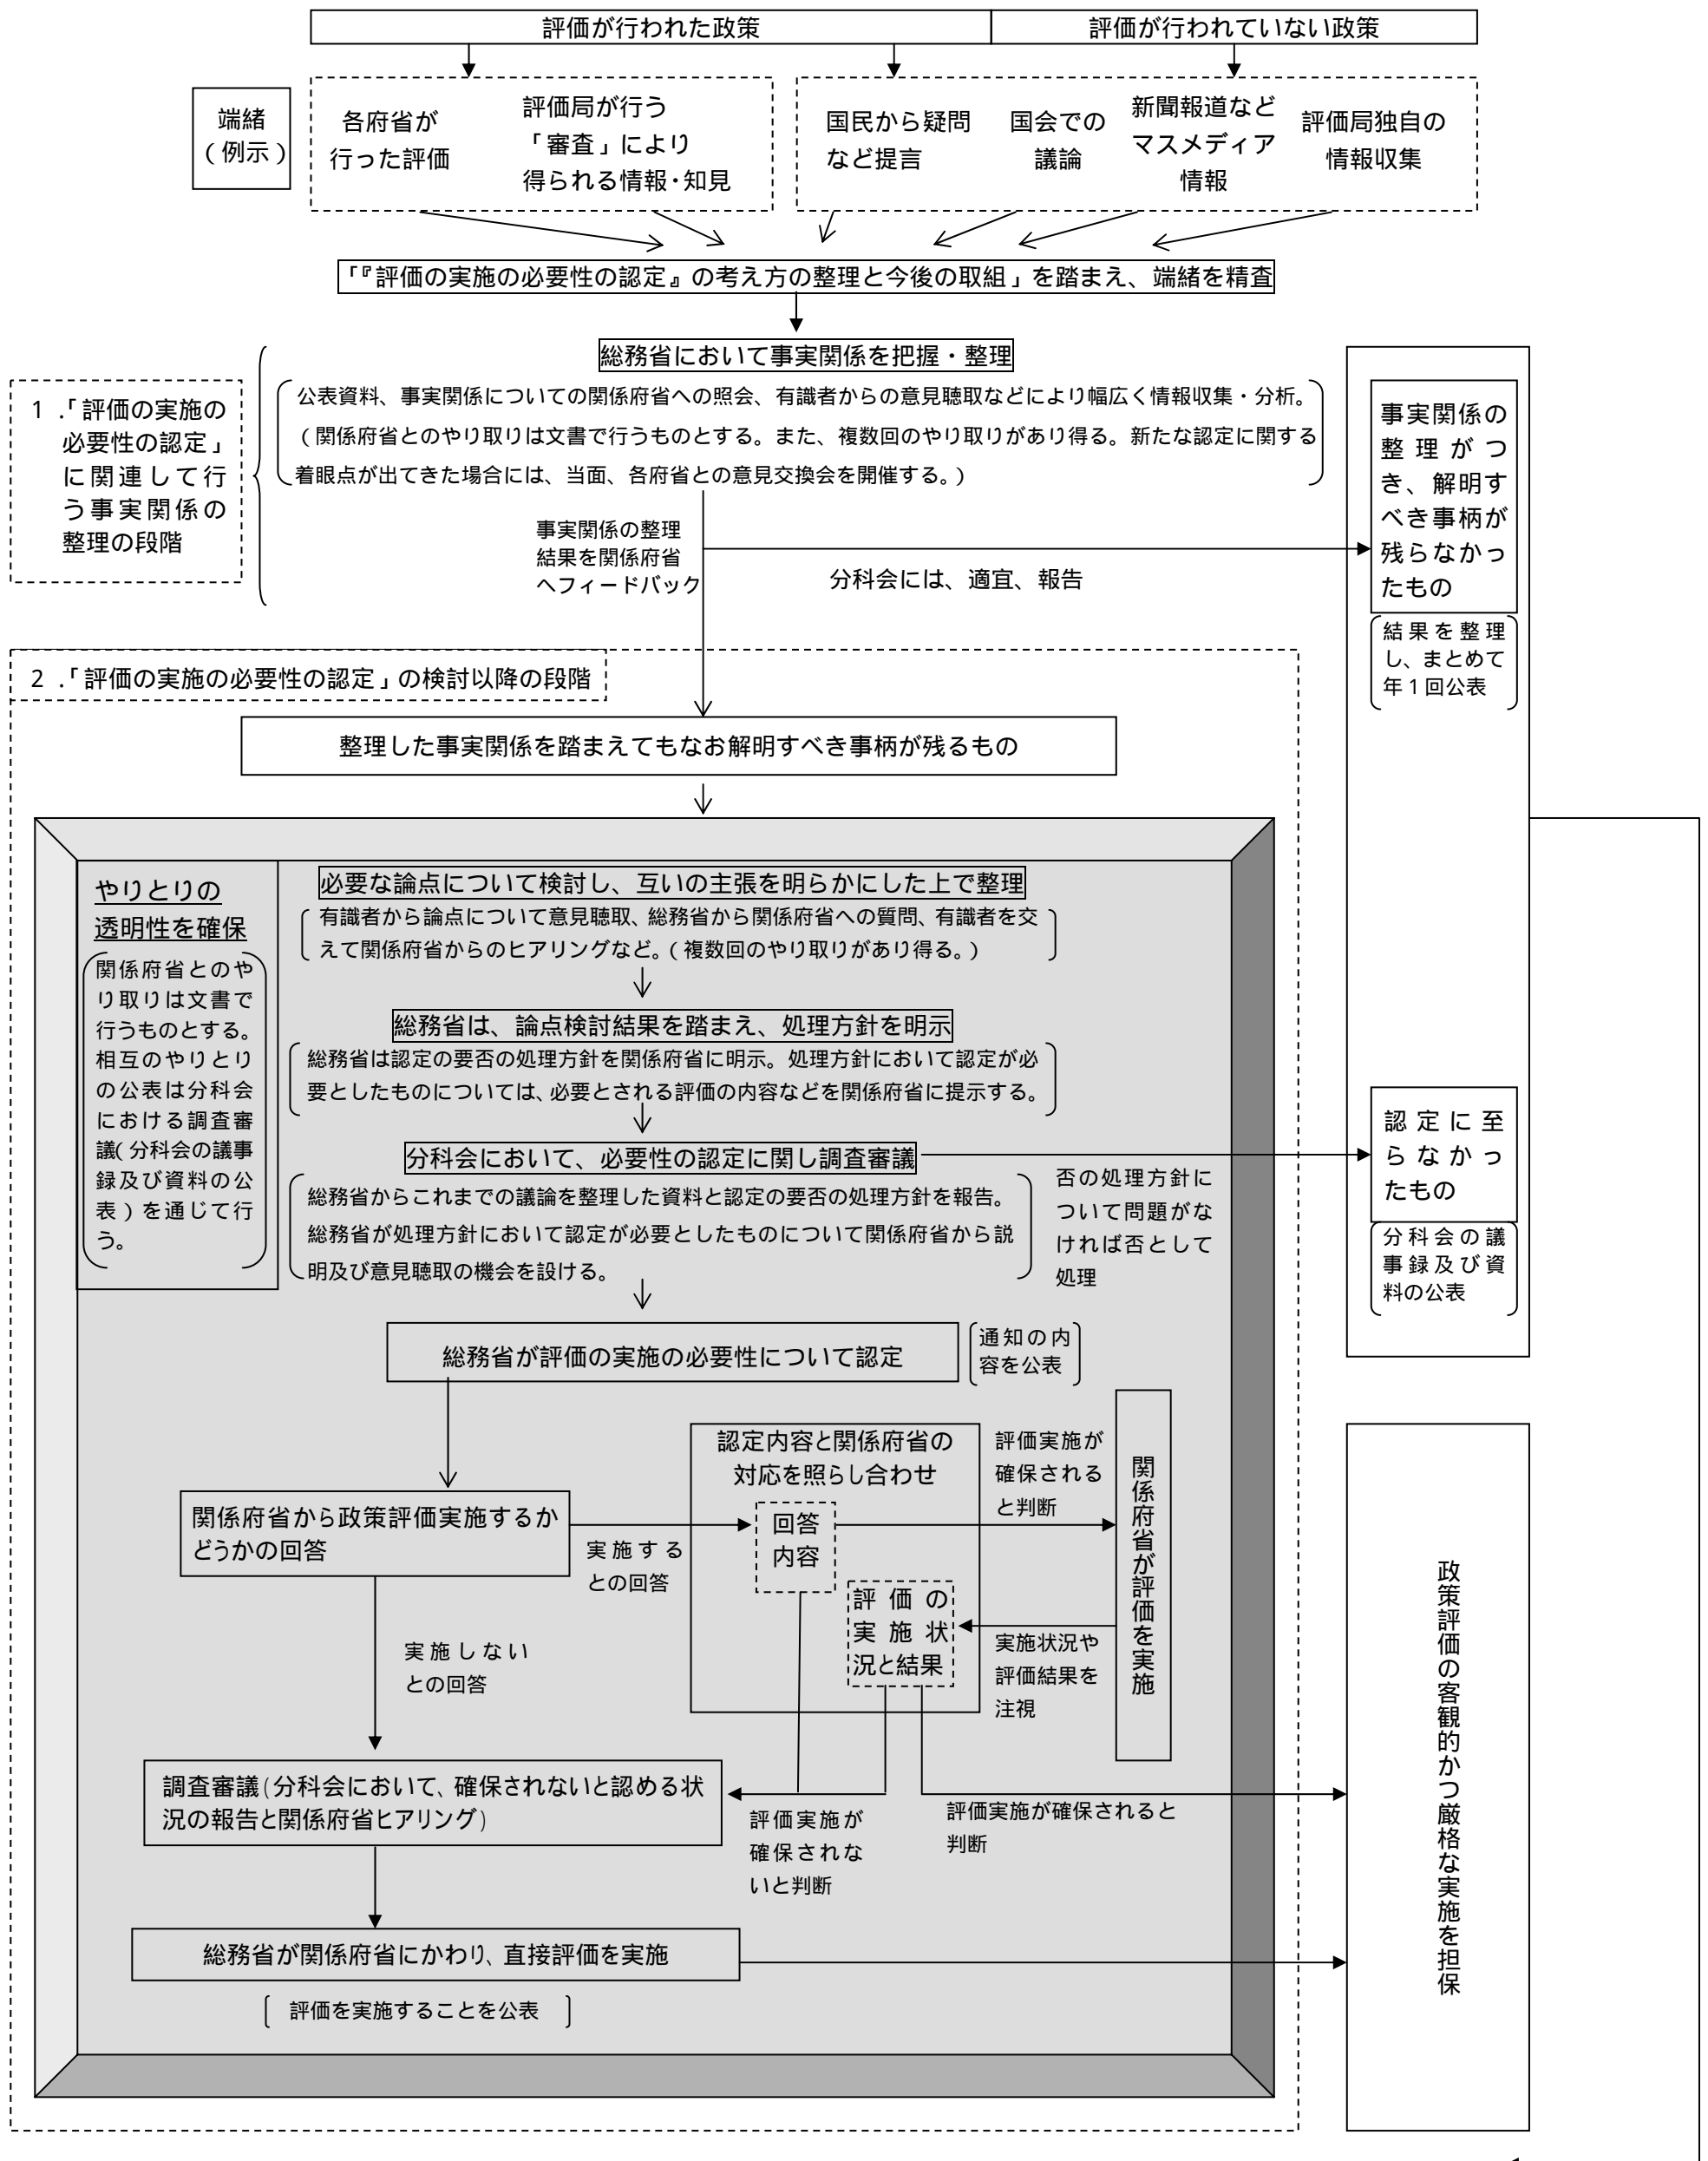 評価が行われた政策
評価が行われていない政策
端緒
（例示）
各府省が
行った評価
評価局が行う
「審査」により
得られる情報・知見
国民から疑問
など提言
国会での
議論
新聞報道など
マスメディア
情報
評価局独自の
情報収集
「『評価の実施の必要性の認定』の考え方の整理と今後の取組」を踏まえ、端緒を精査
総務省において事実関係を把握・整理
公表資料、事実関係についての関係府省への照会、有識者からの意見聴取などにより幅広く情報収集・分析。
（関係府省とのやり取りは文書で行うものとする。また、複数回のやり取りがあり得る。新たな認定に関する
着眼点が出てきた場合には、当面、各府省との意見交換会を開催する。）
1．「評価の実施の
必要性の認定」
に関連して行
う事実関係の
整理の段階
事実関係の整理
結果を関係府省
へフィードバック
分科会には、適宜、報告
事実関係の
整理がつ
き、解明す
べき事柄が
残らなかっ
たもの
結果を整理
し、まとめて
年1回公表
2．「評価の実施の必要性の認定」の検討以降の段階
整理した事実関係を踏まえてもなお解明すべき事柄が残るもの
やりとりの
透明性を確保
関係府省とのや
り取りは文書で
行うものとする。
相互のやりとり
の公表は分科会
における調査審
議（分科会の議事
録及び資料の公
表）を通じて行
う。
必要な論点について検討し、互いの主張を明らかにした上で整理
有識者から論点について意見聴取、総務省から関係府省への質問、有識者を交
えて関係府省からのヒアリングなど。（複数回のやり取りがあり得る。）
総務省は、論点検討結果を踏まえ、処理方針を明示
総務省は認定の要否の処理方針を関係府省に明示。処理方針において認定が必
要としたものについては、必要とされる評価の内容などを関係府省に提示する。
分科会において、必要性の認定に関し調査審議
総務省からこれまでの議論を整理した資料と認定の要否の処理方針を報告。
総務省が処理方針において認定が必要としたものについて関係府省から説
明及び意見聴取の機会を設ける。
否の処理方針に
ついて問題がな
ければ否として
処理
認定に至
らなかっ
たもの
分科会の議
事録及び資
料の公表
総務省が評価の実施の必要性について認定
通知の内
容を公表
関係府省から政策評価実施するか
どうかの回答
実施する
との回答
認定内容と関係府省の
対応を照らし合わせ
回答
内容
評価の
実施状
況と結果
評価実施が
確保される
と判断
実施状況や
評価結果を
注視
関係府省が評価を実施
実施しない
との回答
調査審議（分科会において、確保されないと認める状
況の報告と関係府省ヒアリング）
評価実施が
確保されな
いと判断
評価実施が確保されると
判断
総務省が関係府省にかわり、直接評価を実施
評価を実施することを公表
政策評価の客観的かつ厳格な実施を担保